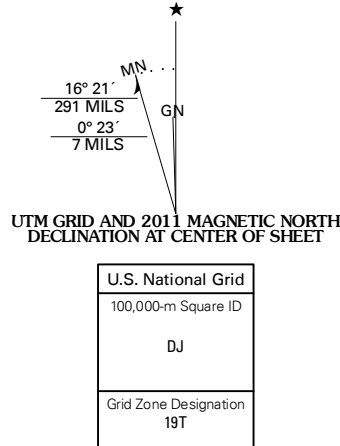 ★
MN
16° 21´
291 MILS
GN
0° 23´
7 MILS
UTM GRID AND 2011 MAGNETIC NORTH
DECLINATION AT CENTER OF SHEET
U.S. National Grid
100,000-m Square ID
DJ
Grid Zone Designation
19T